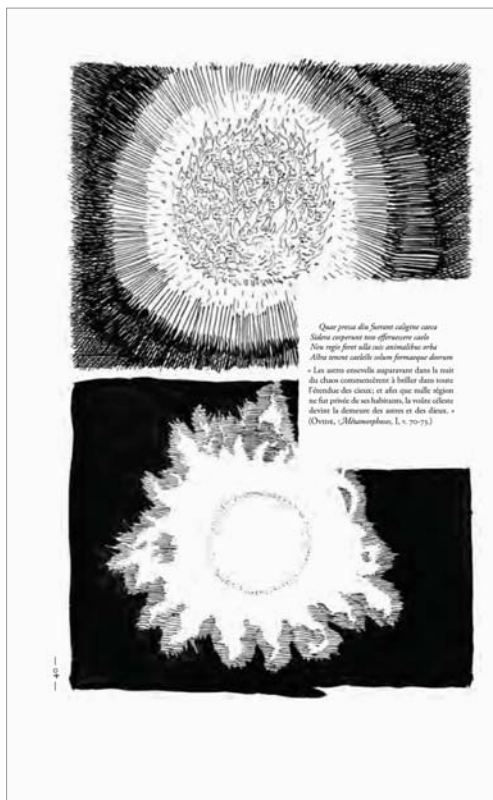 Quae pressa diu fuerant caligine caeca
Sidera coeperunt toto efferuescere caelo
Neu regio foret ulla suis animalibus orba
Astra tenent caeleste solum formaeque deorum
« Les astres ensevelis auparavant dans la nuit
du chaos commencèrent à briller dans toute
l'étendue des cieux; et afin que nulle région
ne fut privée de ses habitants, la voûte céleste
devint la demeure des astres et des dieux. »
(OVIDE, Métamorphoses, I, v. 70-73.)
— 40 —